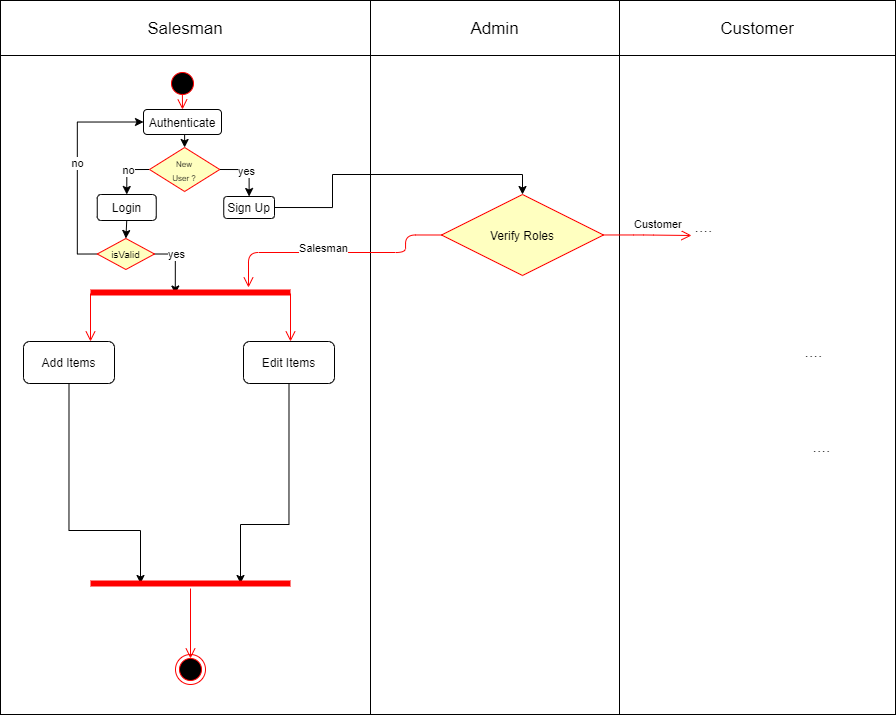 Salesman
Admin
Customer
Authenticate
no
New
User ?
no
yes
Login
Sign Up
Customer
....
Verify Roles
Salesman
isValid
yes
Add Items
Edit Items
....
....